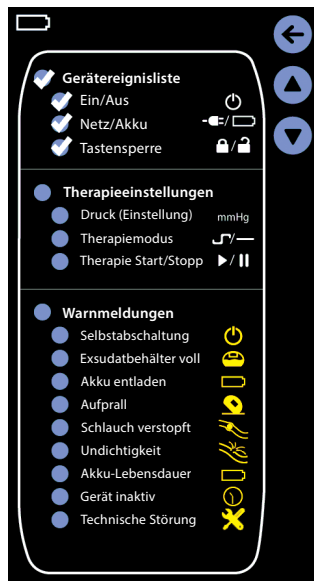 Gerätereignisliste
Ein/Aus
Netz/Akku /
Tastensperre /
Therapieeinstellungen
Druck (Einstellung) mmHg
Therapiemodus /
Therapie Start/Stopp /
Warnmeldungen
Selbstabschaltung
Exsudatbehälter voll
Akku entladen
Aufprall
Schlauch verstopft
Undichtigkeit
Akku-Lebensdauer
Gerät inaktiv
Technische Störung